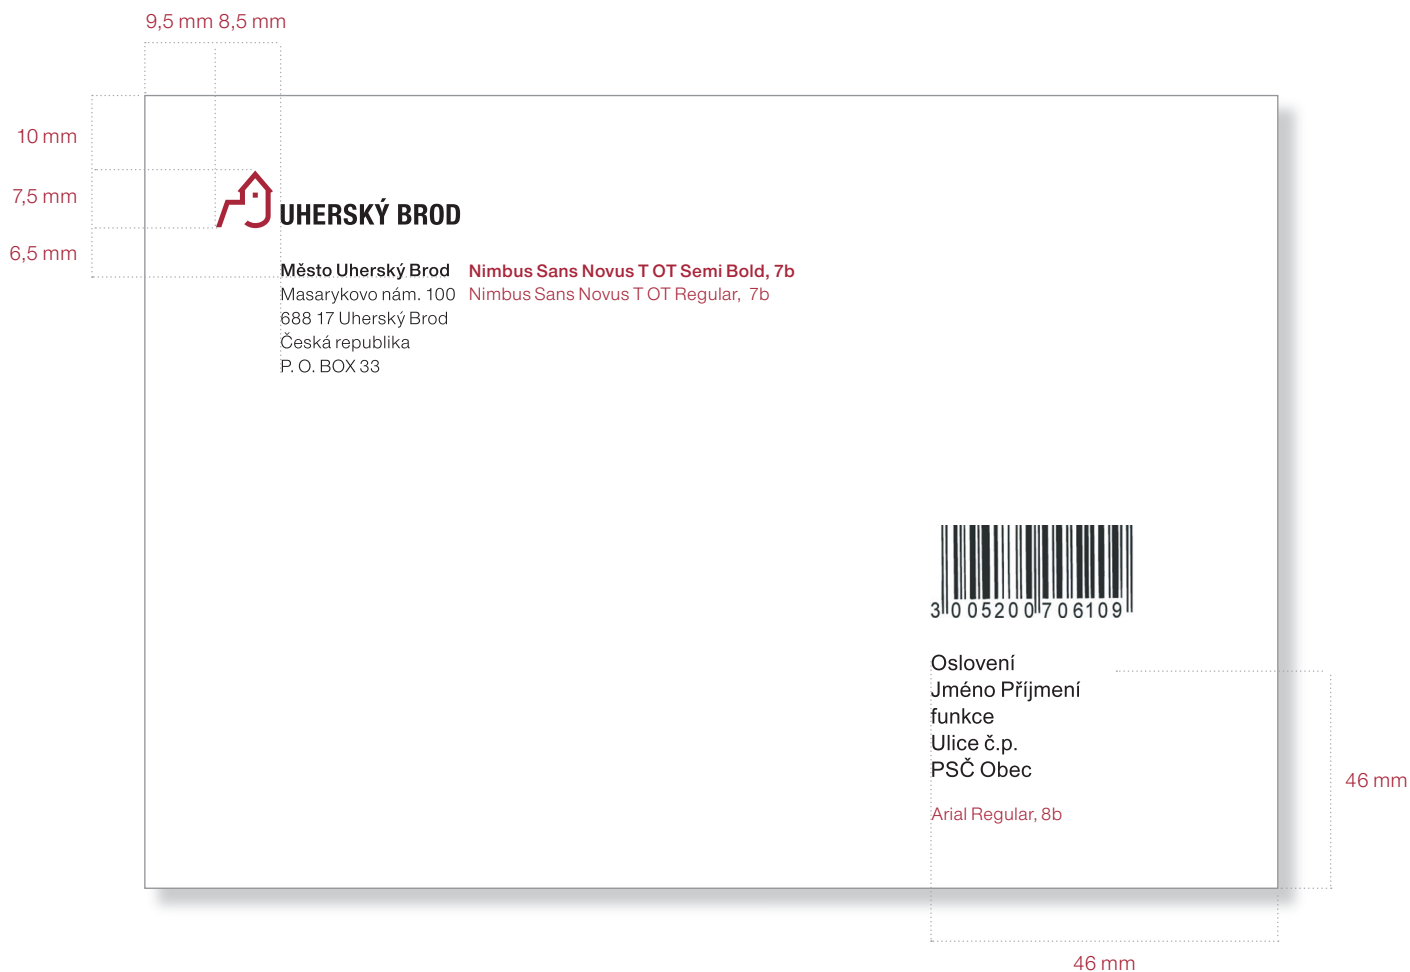 9,5 mm 8,5 mm
10 mm
7,5 mm
6,5 mm
UHERSKÝ BROD
Město Uherský Brod Nimbus Sans Novus T OT Semi Bold, 7b
Masarykovo nám. 100 Nimbus Sans Novus T OT Regular, 7b
688 17 Uherský Brod
Česká republika
P. O. BOX 33
3 005200 706109
Oslovení
Jméno Příjmení
funkce
Ulice č.p.
PSČ Obec
Arial Regular, 8b
46 mm
46 mm